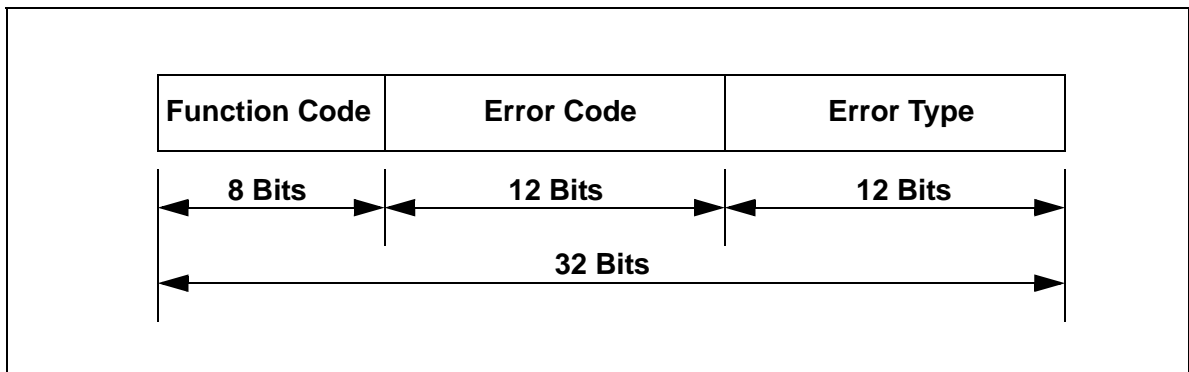 Function Code Error Code Error Type
8 Bits 12 Bits 12 Bits
32 Bits